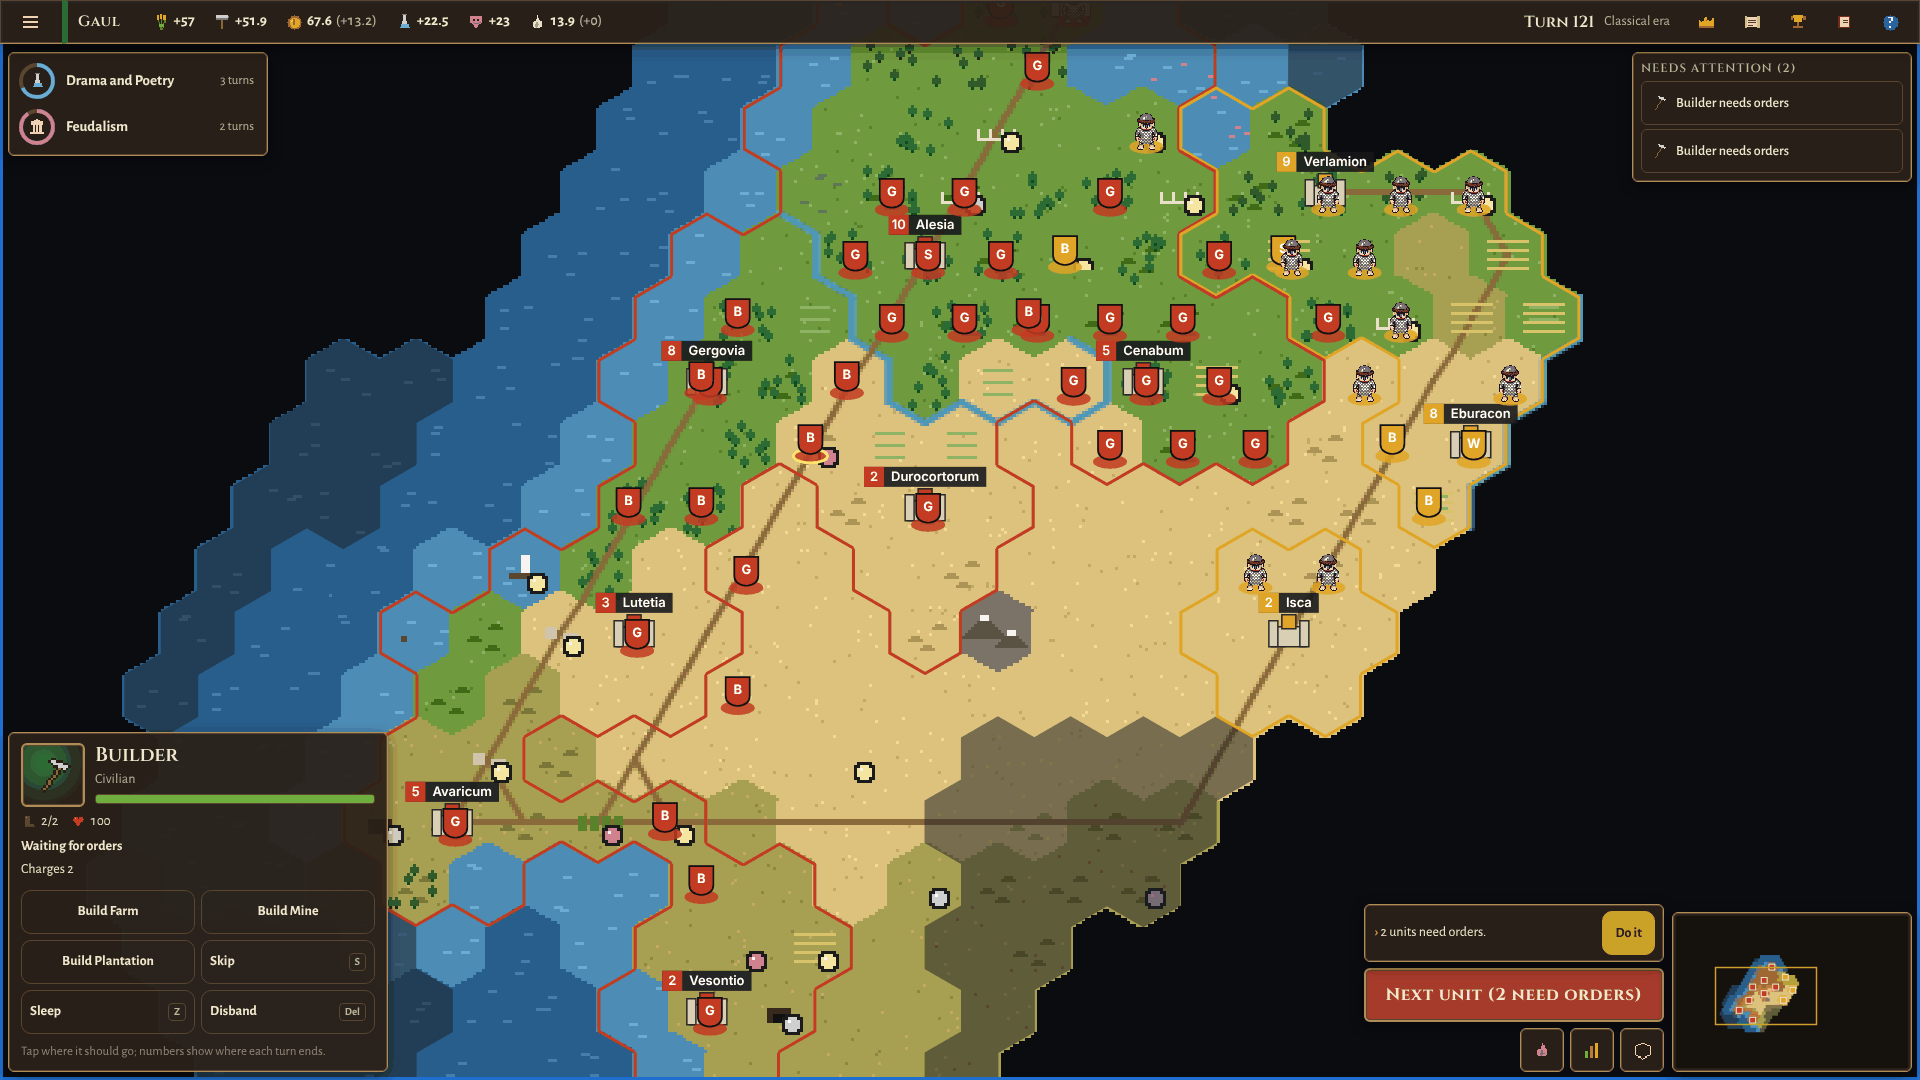 GAUL
+57
+51.9
67.6 (+13.2)
+22.5
+23
13.9 (+0)
TURN 121
Classical era
?
Drama and Poetry
3 turns
Feudalism
2 turns
NEEDS ATTENTION (2)
Builder needs orders
Builder needs orders
G
9 Verlamion
G
G
G
10 Alesia
G
S
G
B
G
B
G
G
B
G
G
G
8 Gergovia
5 Cenabum
B
B
G
G
G
8 Eburacon
B
G
G
G
B
W
2 Durocortorum
B
B
G
B
G
3 Lutetia
2 Isca
G
B
5 Avaricum
G
B
B
2 Vesontio
G
BUILDER
Civilian
2/2
100
Waiting for orders
Charges 2
Build Farm
Build Mine
Build Plantation
Skip S
Sleep Z
Disband Del
Tap where it should go; numbers show where each turn ends.
› 2 units need orders.
Do it
NEXT UNIT (2 NEED ORDERS)